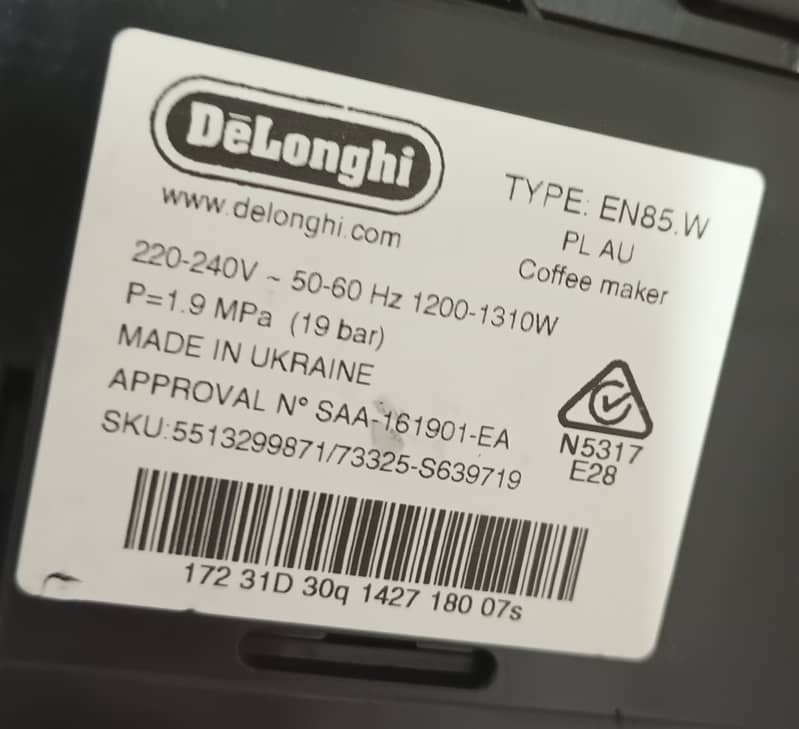 DēLonghi
www.delonghi.com
TYPE: EN85.W
PL AU
Coffee maker
220-240V ~ 50-60 Hz 1200-1310W
P=1.9 MPa (19 bar)
MADE IN UKRAINE
APPROVAL N° SAA-161901-EA
SKU:5513299871/73325-S639719
N5317
E28
172 31D 30q 1427 180 07s